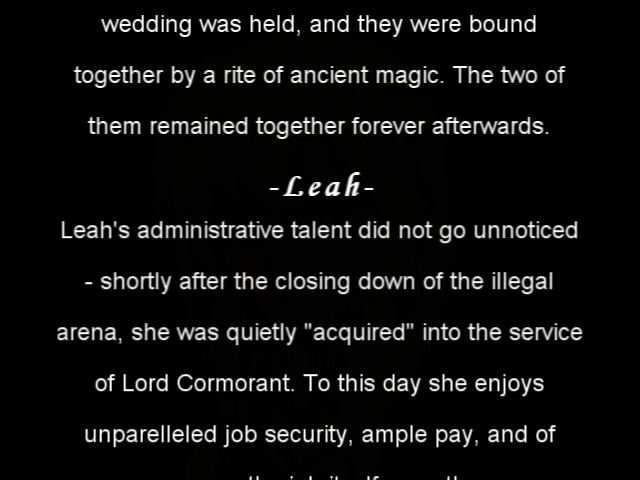 wedding was held, and they were bound
together by a rite of ancient magic. The two of
them remained together forever afterwards.
-Leah-
Leah's administrative talent did not go unnoticed
- shortly after the closing down of the illegal
arena, she was quietly "acquired" into the service
of Lord Cormorant. To this day she enjoys
unparelleled job security, ample pay, and of